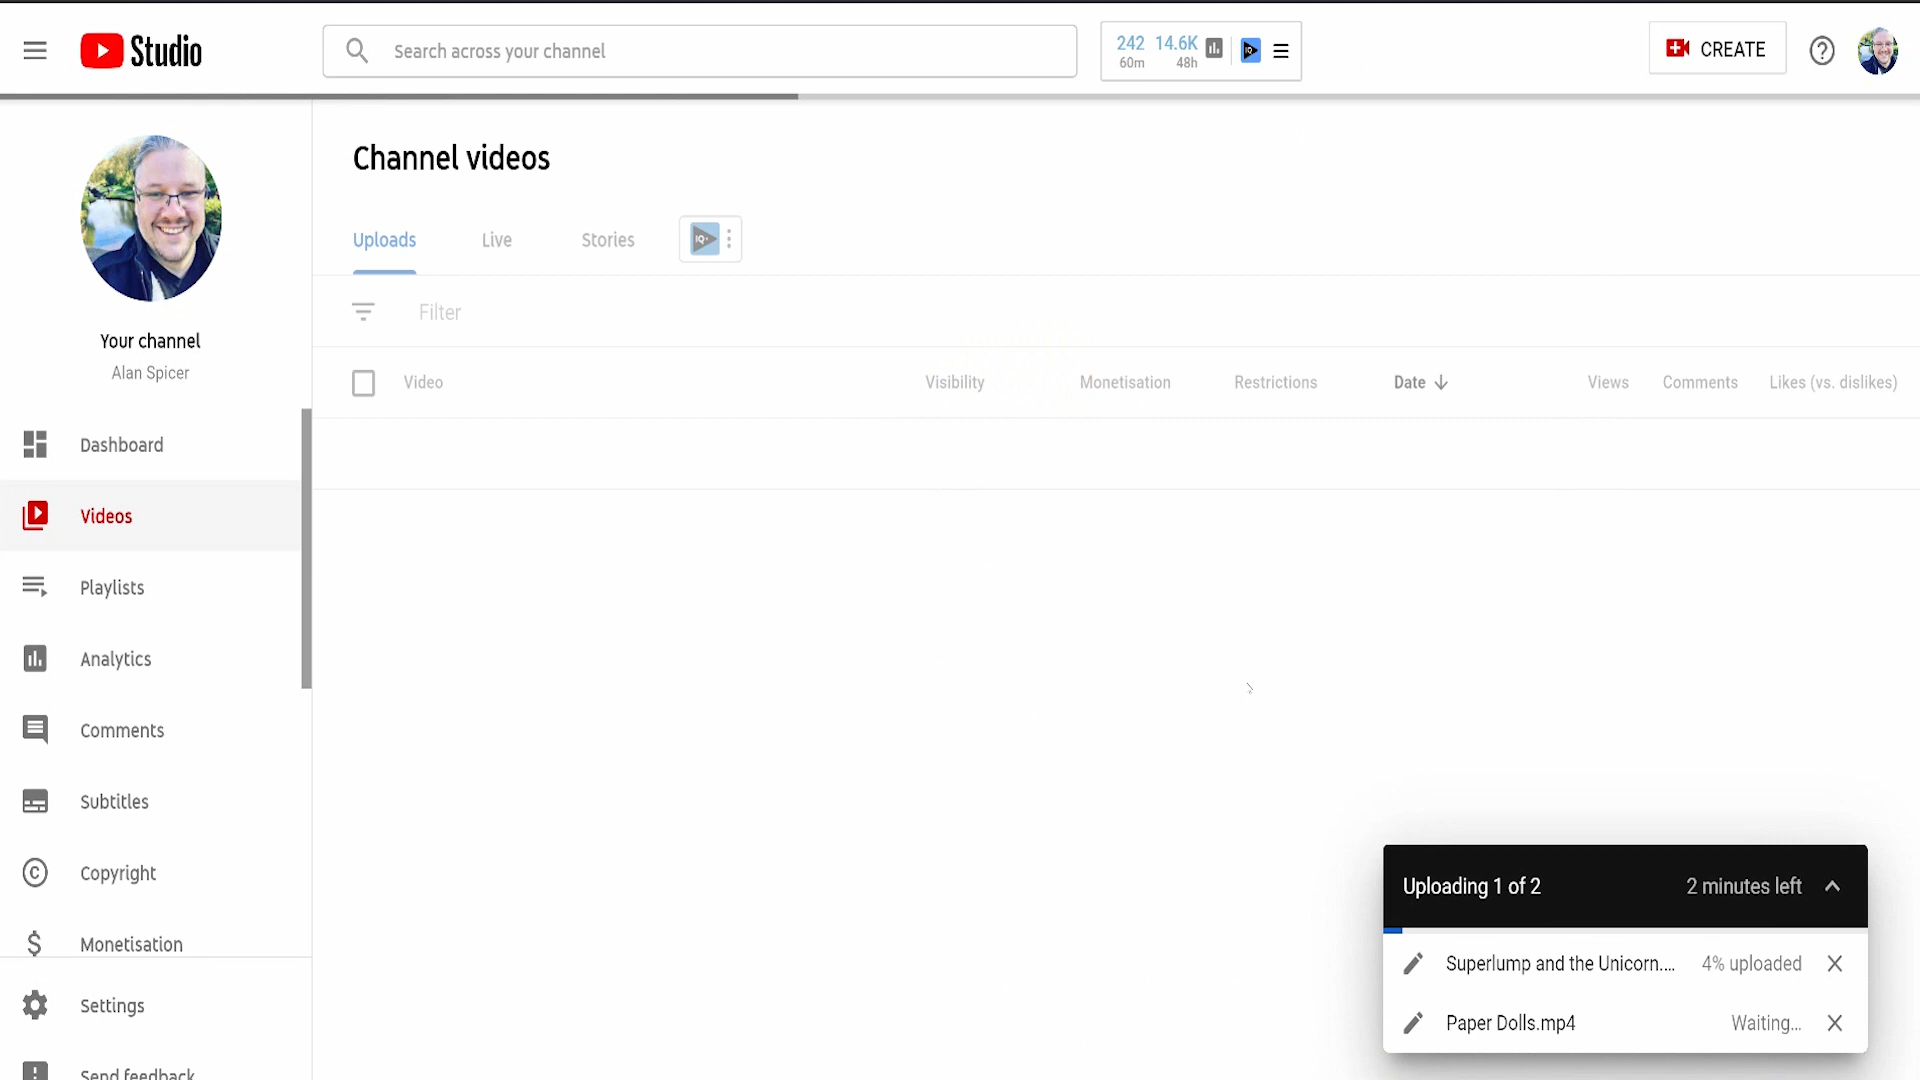 Studio
Search across your channel
242 14.6K
60m 48h
IQ
CREATE
Your channel
Alan Spicer
Dashboard
Videos
Playlists
Analytics
Comments
Subtitles
Copyright
Monetisation
Settings
Send feedback
Channel videos
Uploads Live Stories IQ
Filter
Video Visibility Monetisation Restrictions Date Views Comments Likes (vs. dislikes)
Uploading 1 of 2 2 minutes left
Superlump and the Unicorn.... 4% uploaded
Paper Dolls.mp4 Waiting...